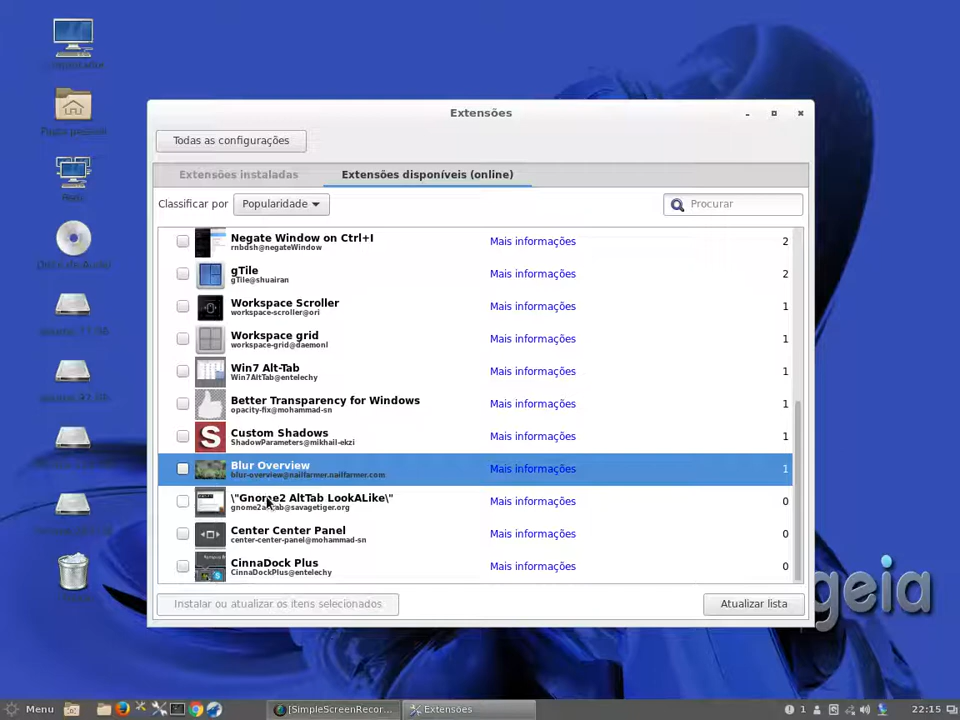 Extensões
Todas as configurações
Extensões instaladas
Extensões disponíveis (online)
Classificar por
Popularidade
Procurar
Negate Window on Ctrl+I
Mais informações
2
rnbdsh@negateWindow
gTile
Mais informações
2
gTile@shuairan
Workspace Scroller
Mais informações
1
workspace-scroller@ori
Workspace grid
Mais informações
1
workspace-grid@daemonl
Win7 Alt-Tab
Mais informações
1
Win7AltTab@entelechy
Better Transparency for Windows
Mais informações
1
opacity-fix@mohammad-sn
Custom Shadows
Mais informações
1
ShadowParameters@mikhail-ekzi
Blur Overview
Mais informações
1
blur-overview@nailfarmer.nailfarmer.com
\"Gnome2 AltTab LookALike\"
Mais informações
0
Center Center Panel
Mais informações
0
center-center-panel@mohammad-sn
CinnaDock Plus
Mais informações
0
CinnaDockPlus@entelechy
Instalar ou atualizar os itens selecionados
Atualizar lista
geia
Menu
[SimpleScreenRecor...
Extensões
1
22:15